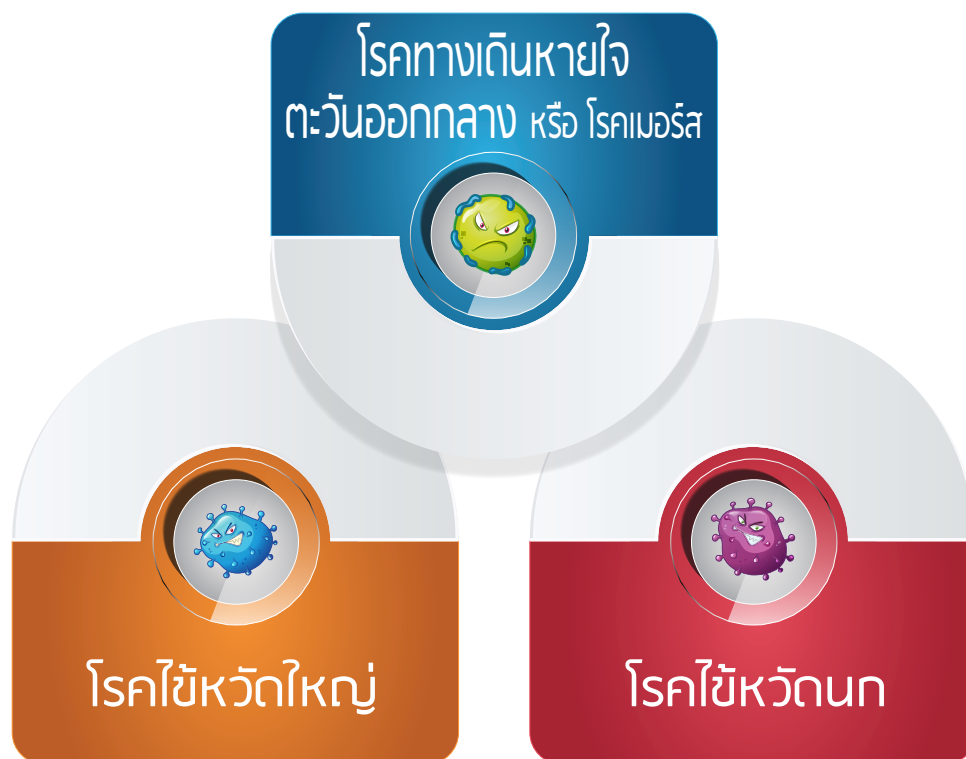 โรคทางเดินหายใจ
ตะวันออกกลาง หรือ โรคเมอร์ส
โรคไข้หวัดใหญ่
โรคไข้หวัดนก